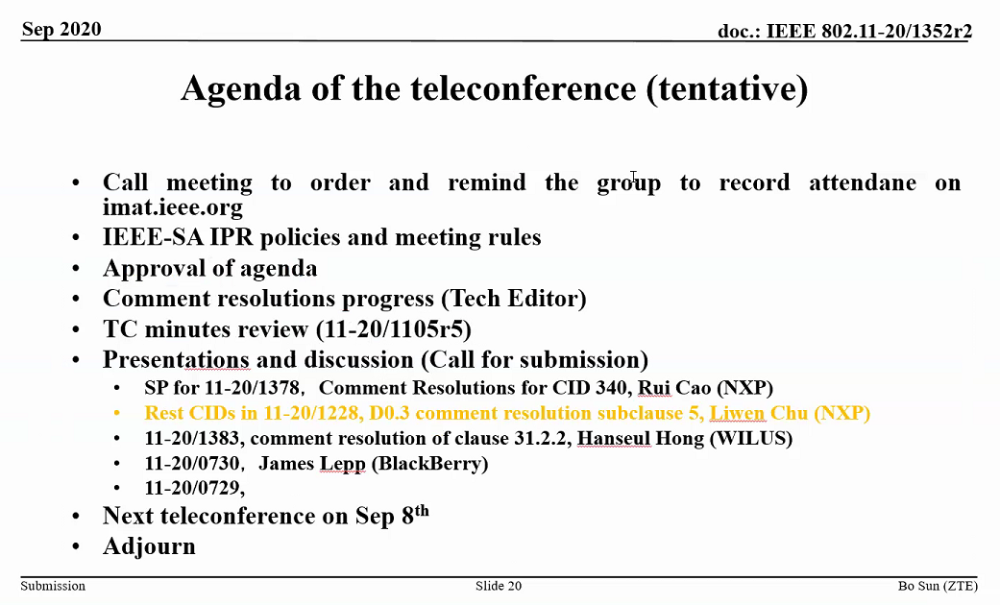 Sep 2020
doc.: IEEE 802.11-20/1352r2
Agenda of the teleconference (tentative)
• Call meeting to order and remind the group to record attendane on
imat.ieee.org
• IEEE-SA IPR policies and meeting rules
• Approval of agenda
• Comment resolutions progress (Tech Editor)
• TC minutes review (11-20/1105r5)
• Presentations and discussion (Call for submission)
• SP for 11-20/1378，Comment Resolutions for CID 340, Rui Cao (NXP)
• Rest CIDs in 11-20/1228, D0.3 comment resolution subclause 5, Liwen Chu (NXP)
• 11-20/1383, comment resolution of clause 31.2.2, Hanseul Hong (WILUS)
• 11-20/0730，James Lepp (BlackBerry)
• 11-20/0729,
• Next teleconference on Sep 8th
• Adjourn
Submission
Slide 20
Bo Sun (ZTE)